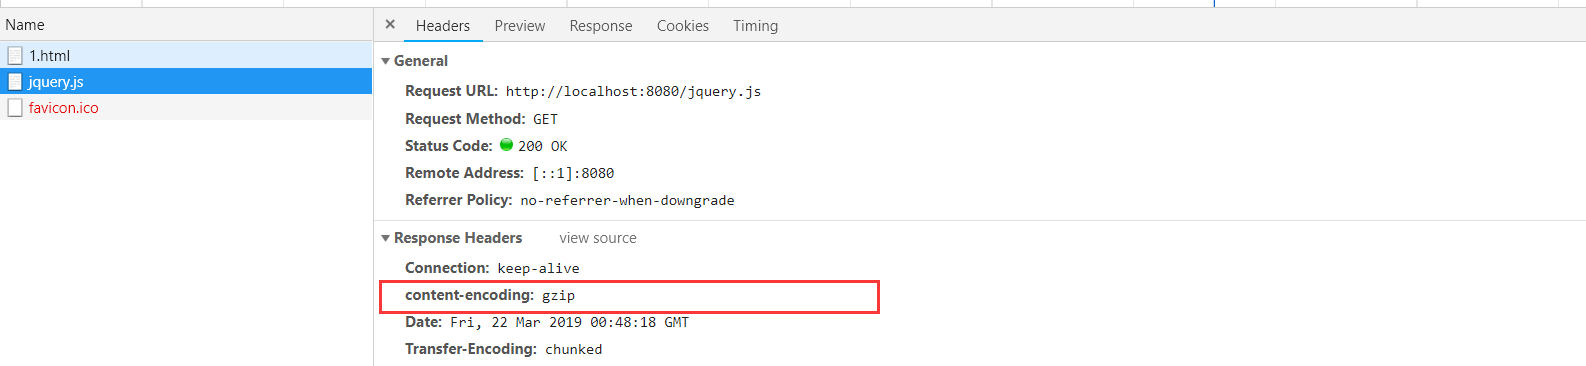 Name
1.html
jquery.js
favicon.ico
× Headers Preview Response Cookies Timing
▼ General
Request URL: http://localhost:8080/jquery.js
Request Method: GET
Status Code: 200 OK
Remote Address: [::1]:8080
Referrer Policy: no-referrer-when-downgrade
▼ Response Headers view source
Connection: keep-alive
content-encoding: gzip
Date: Fri, 22 Mar 2019 00:48:18 GMT
Transfer-Encoding: chunked